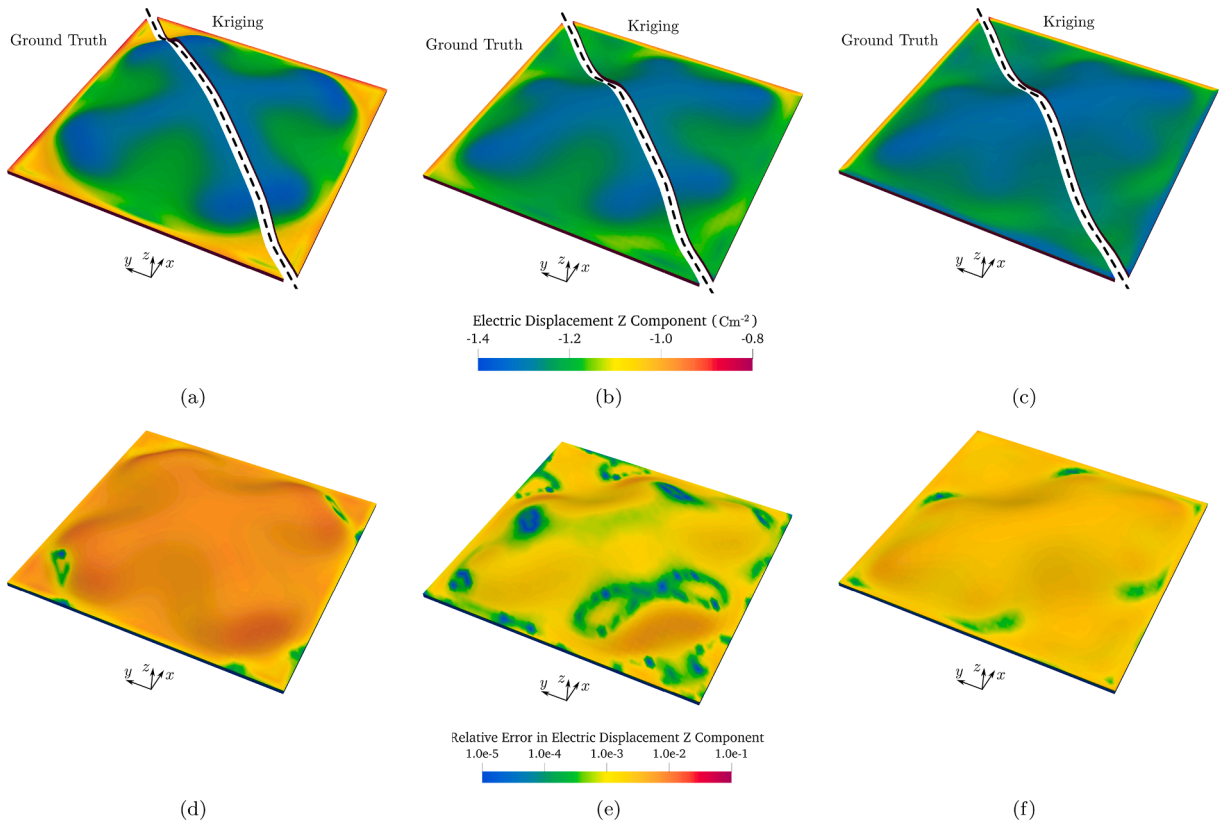 Ground Truth
Kriging
y z x
Ground Truth
Kriging
y z x
Ground Truth
Kriging
y z x
Electric Displacement Z Component (Cm⁻²)
-1.4 -1.2 -1.0 -0.8
(a) (b) (c)
y z x
y z x
y z x
Relative Error in Electric Displacement Z Component
1.0e-5 1.0e-4 1.0e-3 1.0e-2 1.0e-1
(d) (e) (f)